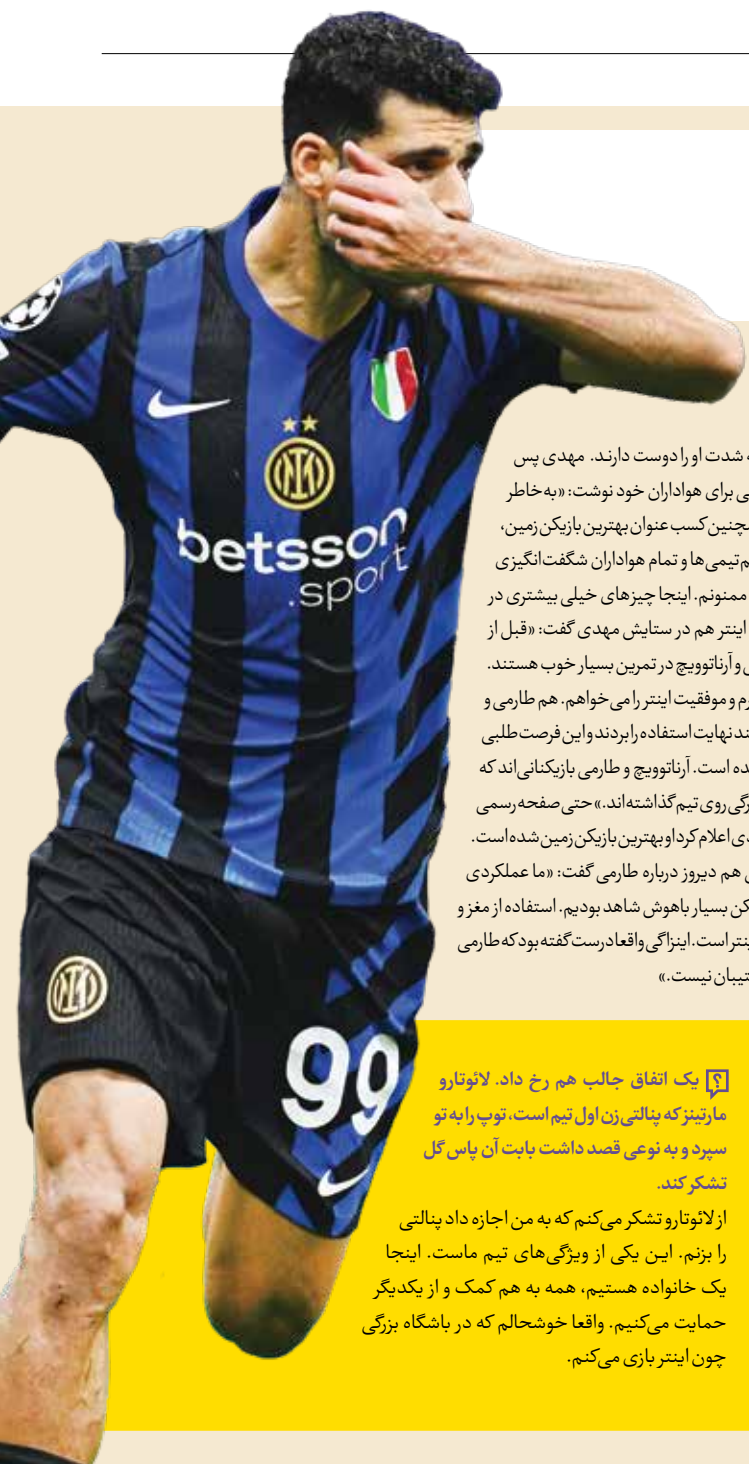 شدت او را دوست دارند. مهدی پس
برای هواداران خود نوشت: «به‌خاطر
کسب عنوان بهترین بازیکن زمین،
هم‌تیمی‌ها و تمام هواداران شگفت‌انگیزی
ممنونم. اینجا چیزهای خیلی بیشتری در
اینتر هم در ستایش مهدی گفت: «قبل از
و آرناتوویچ در تمرین بسیار خوب هستند.
و موفقیت اینتر را می‌خواهم. هم طارمی و
نهایت استفاده را بردند و این فرصت‌طلبی
است. آرناتوویچ و طارمی بازیکنانی‌اند که
روی تیم گذاشته‌اند.» حتی صفحه رسمی
اعلام کرد او بهترین بازیکن زمین شده است.
هم دیروز درباره طارمی گفت: «ما عملکردی
بسیار باهوش شاهد بودیم. استفاده از مغز و
است. اینزاگی واقعا درست گفته بود که طارمی
نیست.»
betsson
.sport
99
یک اتفاق جالب هم رخ داد. لائوتارو
مارتینز که پنالتی‌زن اول تیم است، توپ را به تو
سپرد و به نوعی قصد داشت بابت آن پاس گل
تشکر کند.
از لائوتارو تشکر می‌کنم که به من اجازه داد پنالتی
را بزنم. این یکی از ویژگی‌های تیم ماست. اینجا
یک خانواده هستیم، همه به هم کمک و از یکدیگر
حمایت می‌کنیم. واقعا خوشحالم که در باشگاه بزرگی
چون اینتر بازی می‌کنم.